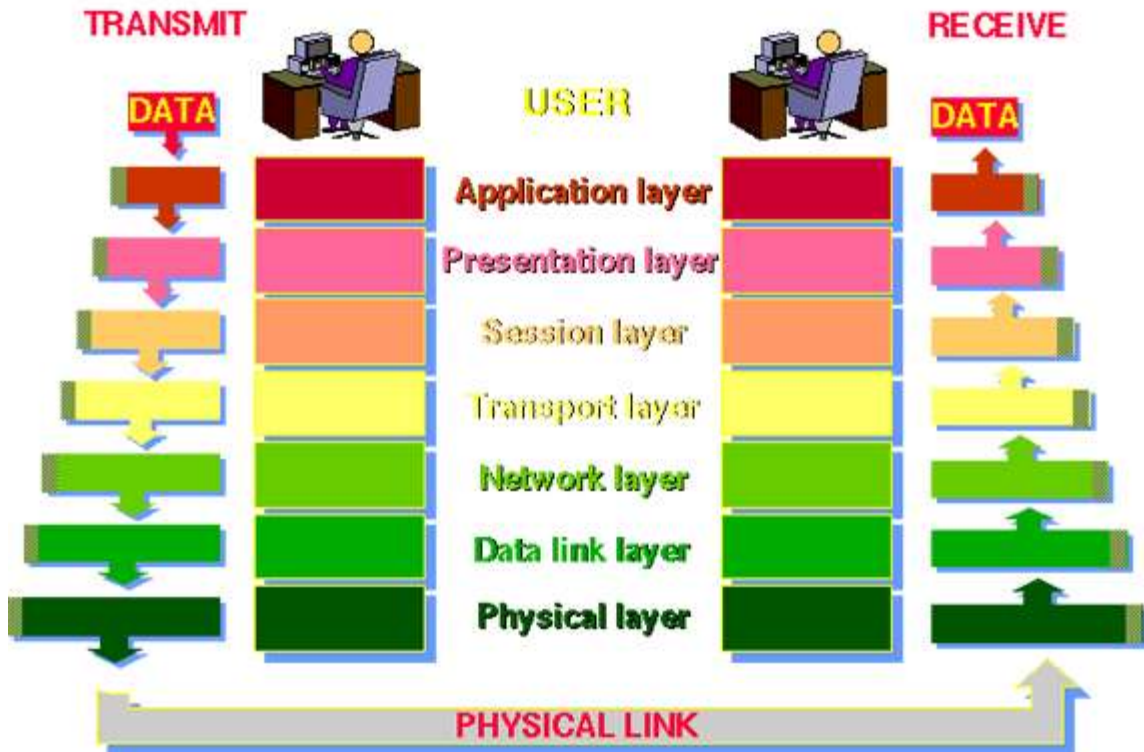 TRANSMIT
RECEIVE
DATA
USER
DATA
Application layer
Presentation layer
Session layer
Transport layer
Network layer
Data link layer
Physical layer
PHYSICAL LINK